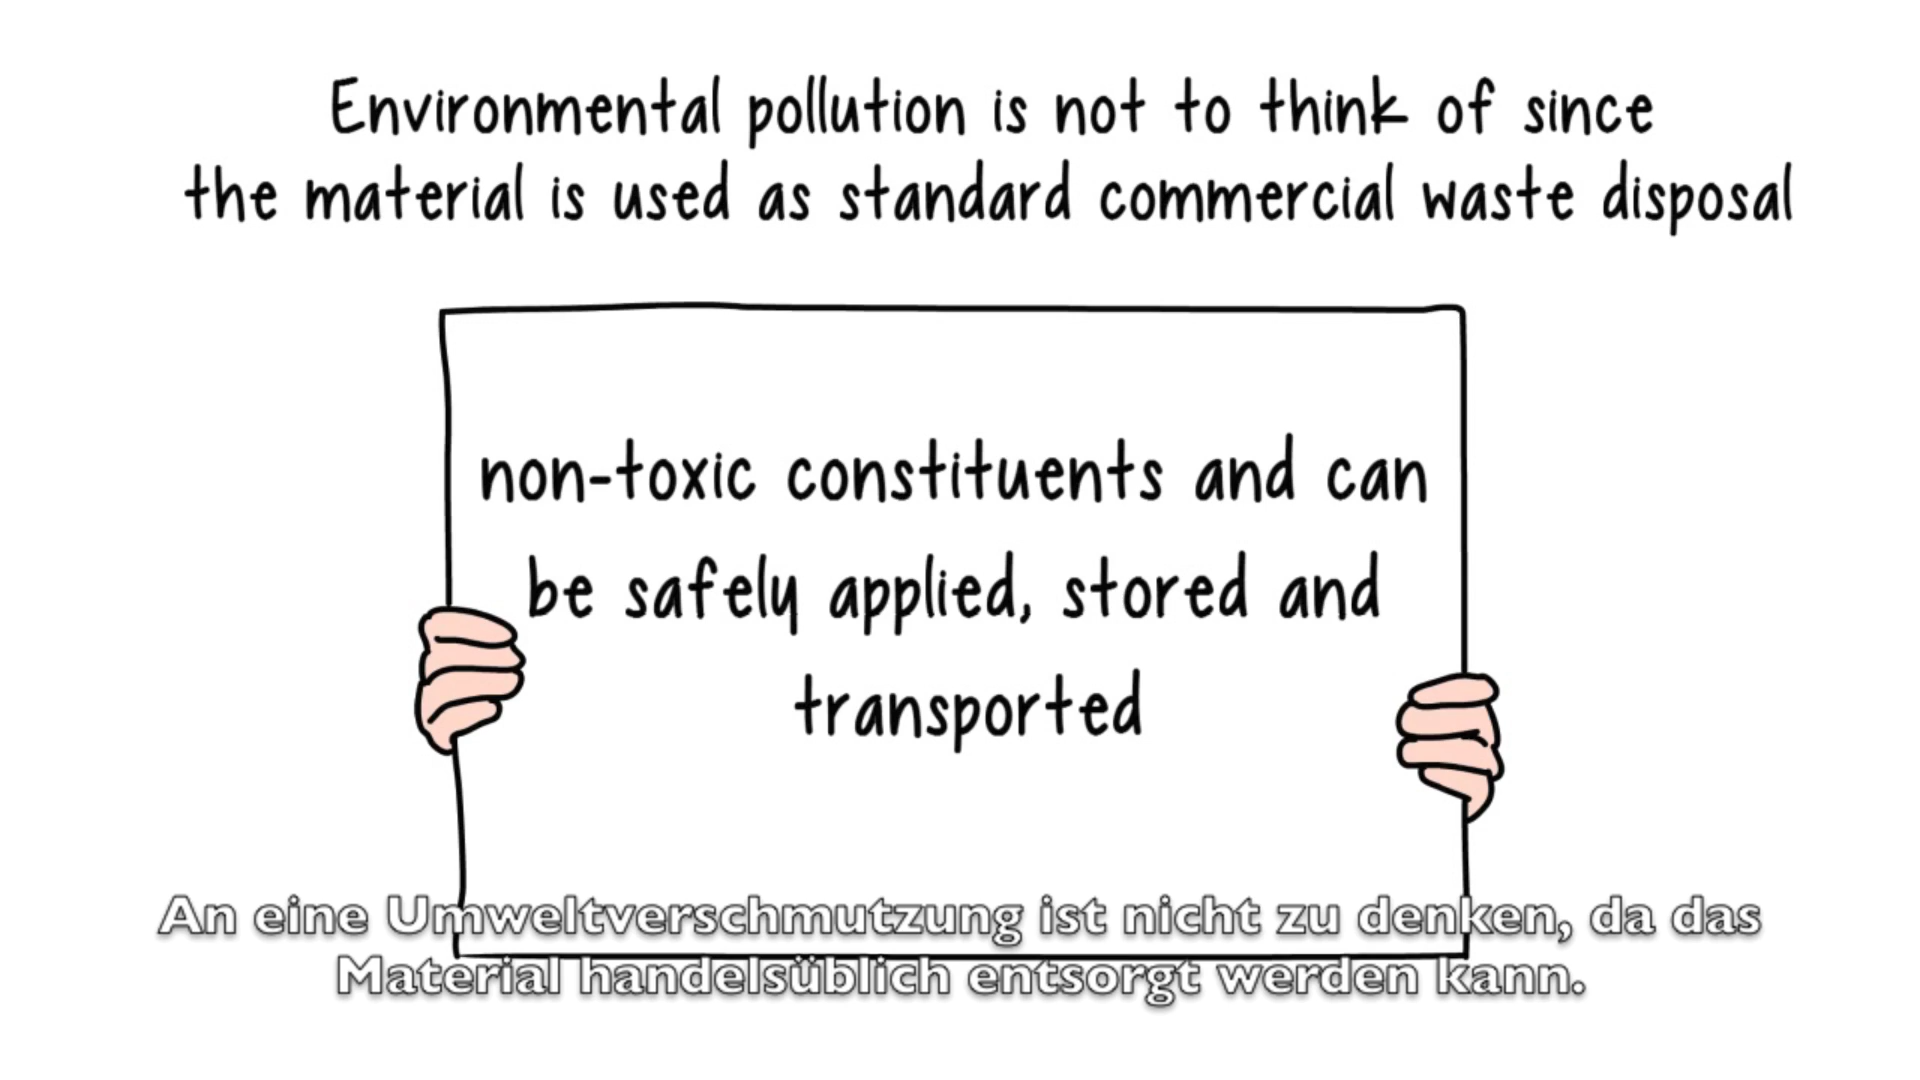 Environmental pollution is not to think of since
the material is used as standard commercial waste disposal
non-toxic constituents and can
be safely applied, stored and
transported
An eine Umweltverschmutzung ist nicht zu denken, da das
Material handelsüblich entsorgt werden kann.